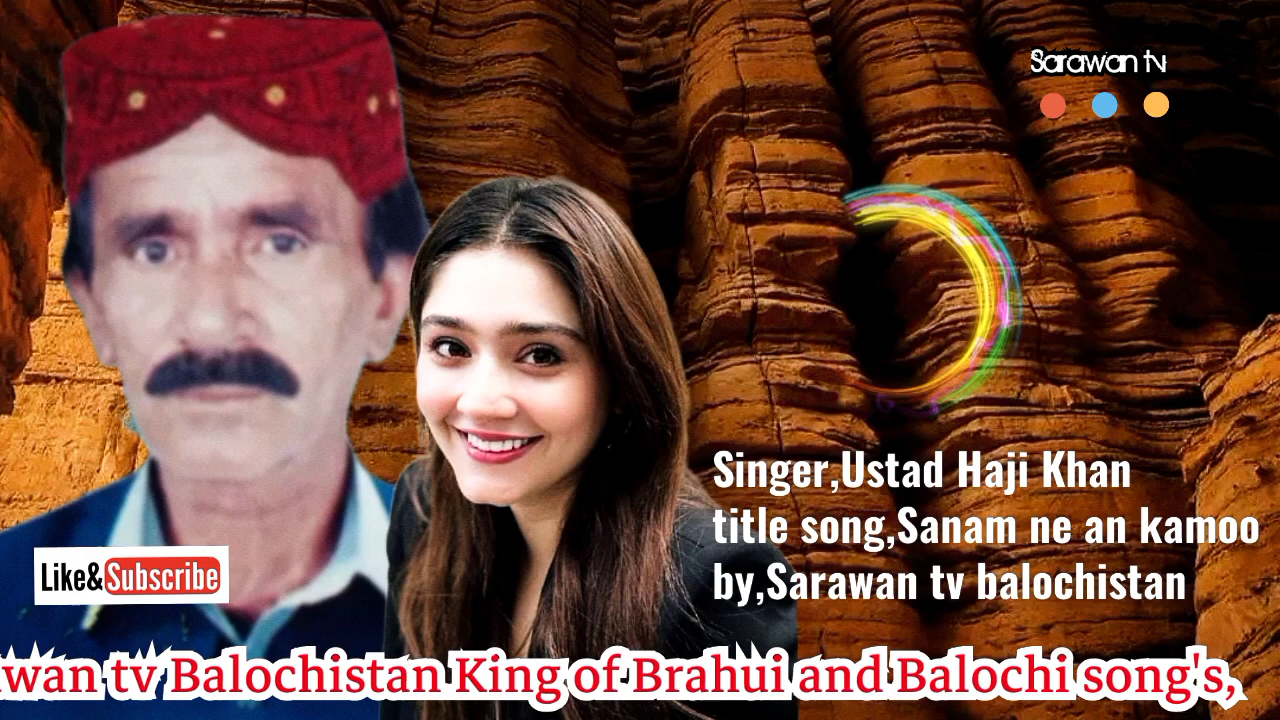 Sarawan tv
Singer,Ustad Haji Khan
title song,Sanam ne an kamoo
by,Sarawan tv balochistan
Like&Subscribe
wan tv Balochistan King of Brahui and Balochi song's,